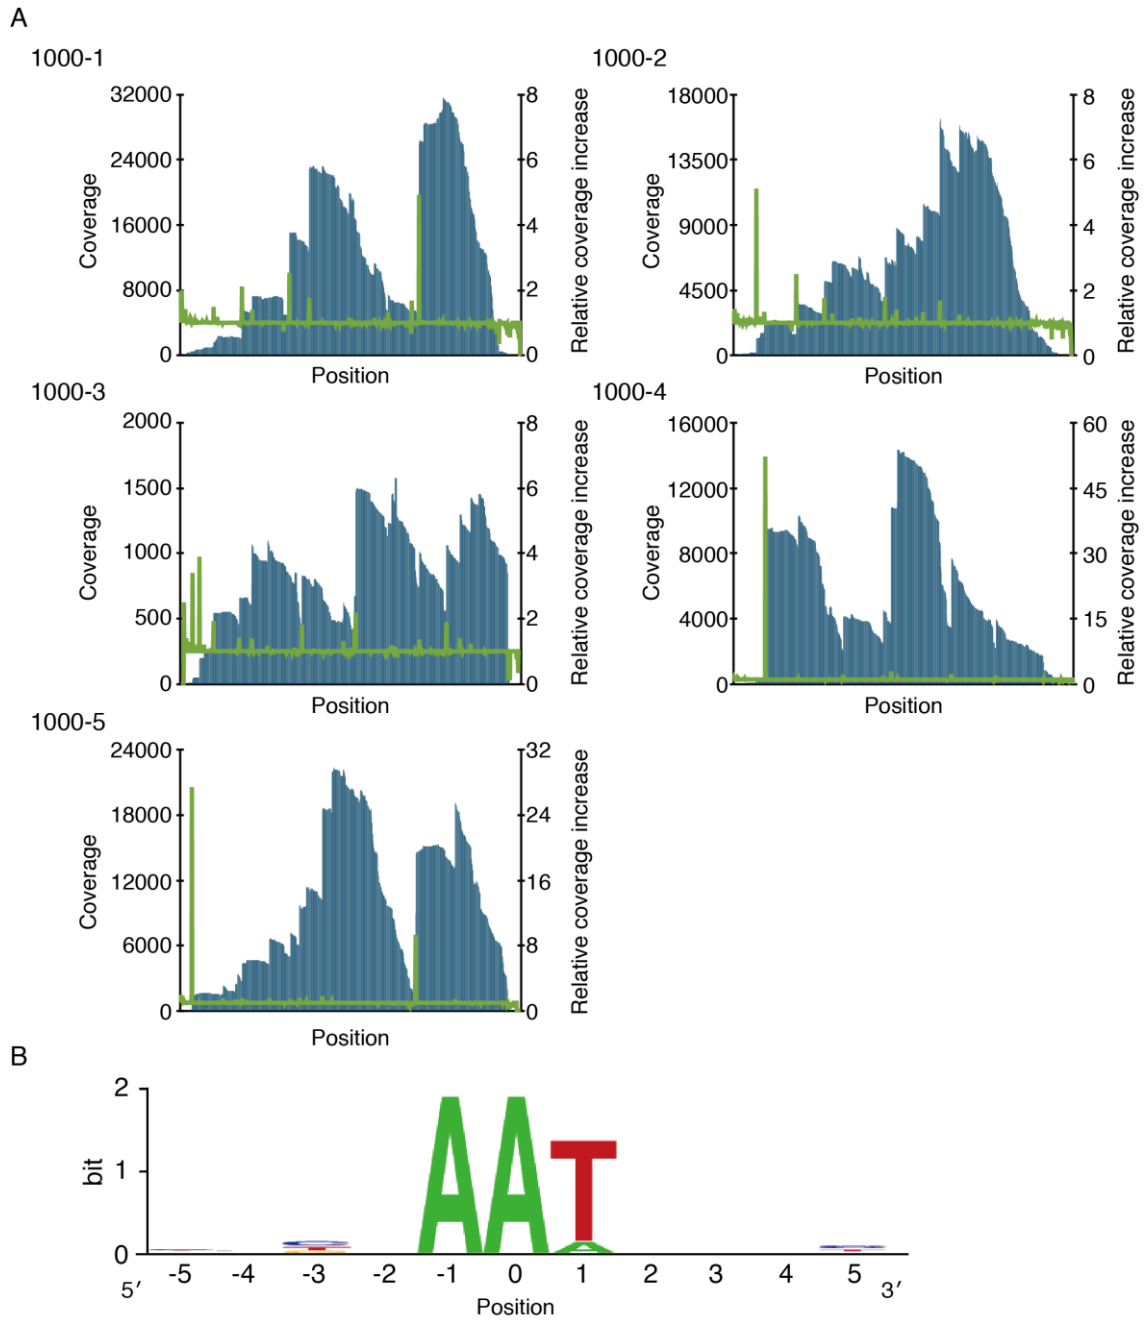 A
1000-1
32000
24000
16000
8000
0
Coverage
8
6
4
2
0
Relative coverage increase
Position
1000-2
18000
13500
9000
4500
0
Coverage
8
6
4
2
0
Relative coverage increase
Position
1000-3
2000
1500
1000
500
0
Coverage
8
6
4
2
0
Relative coverage increase
Position
1000-4
16000
12000
8000
4000
0
Coverage
60
45
30
15
0
Relative coverage increase
Position
1000-5
24000
18000
12000
6000
0
Coverage
32
24
16
8
0
Relative coverage increase
Position
B
2
1
0
bit
AAT
A
5′ -5 -4 -3 -2 -1 0 1 2 3 4 5 3′
Position